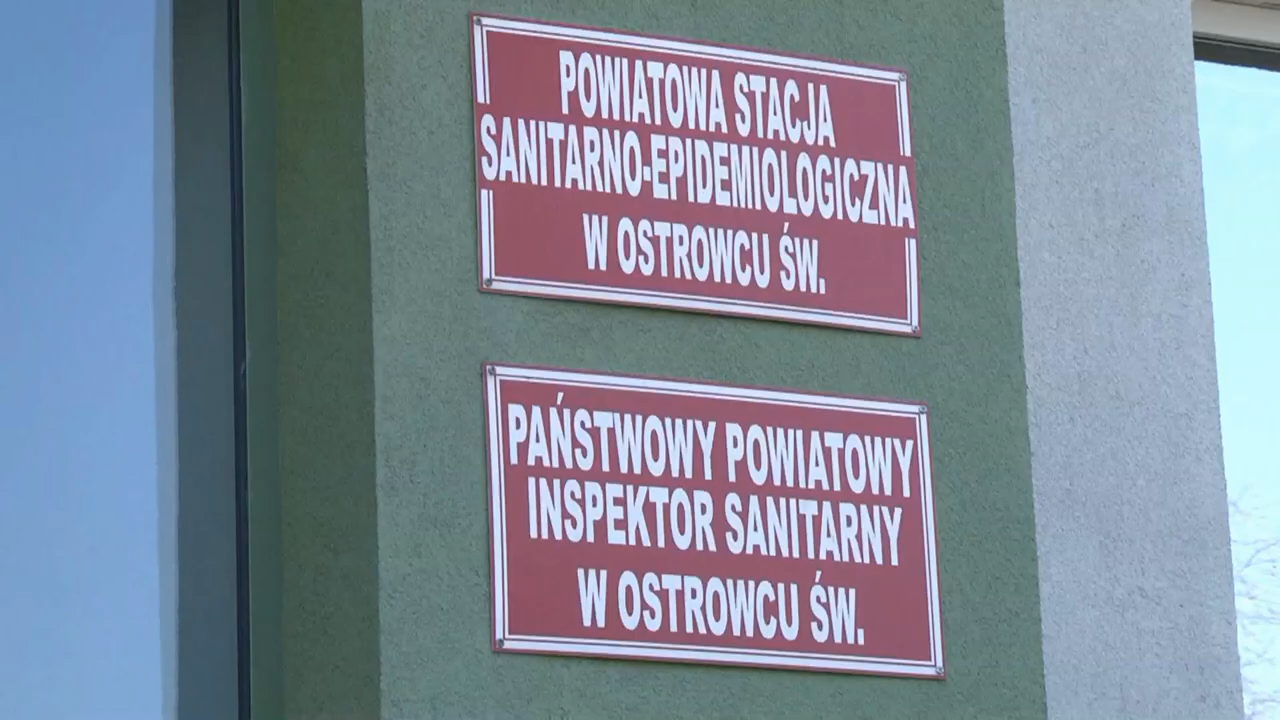 POWIATOWA STACJA
SANITARNO-EPIDEMIOLOGICZNA
W OSTROWCU ŚW.
PAŃSTWOWY POWIATOWY
INSPEKTOR SANITARNY
W OSTROWCU ŚW.